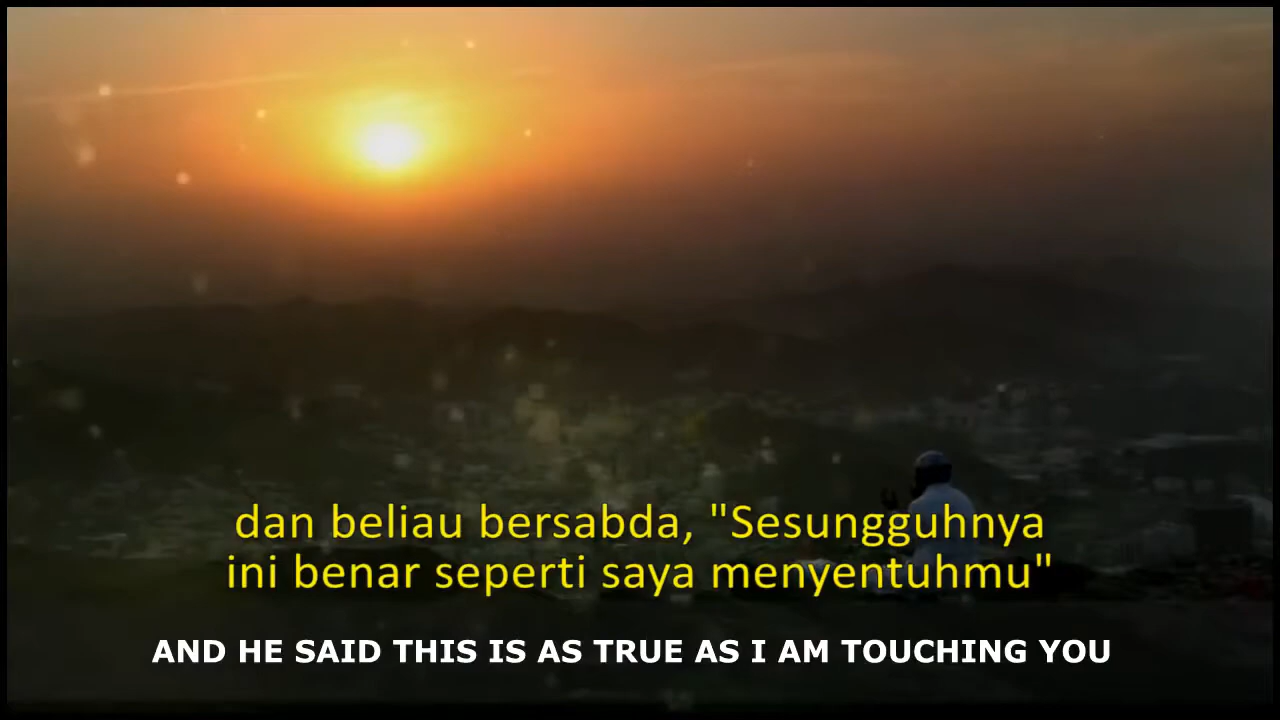 dan beliau bersabda, "Sesungguhnya
ini benar seperti saya menyentuhmu"
AND HE SAID THIS IS AS TRUE AS I AM TOUCHING YOU